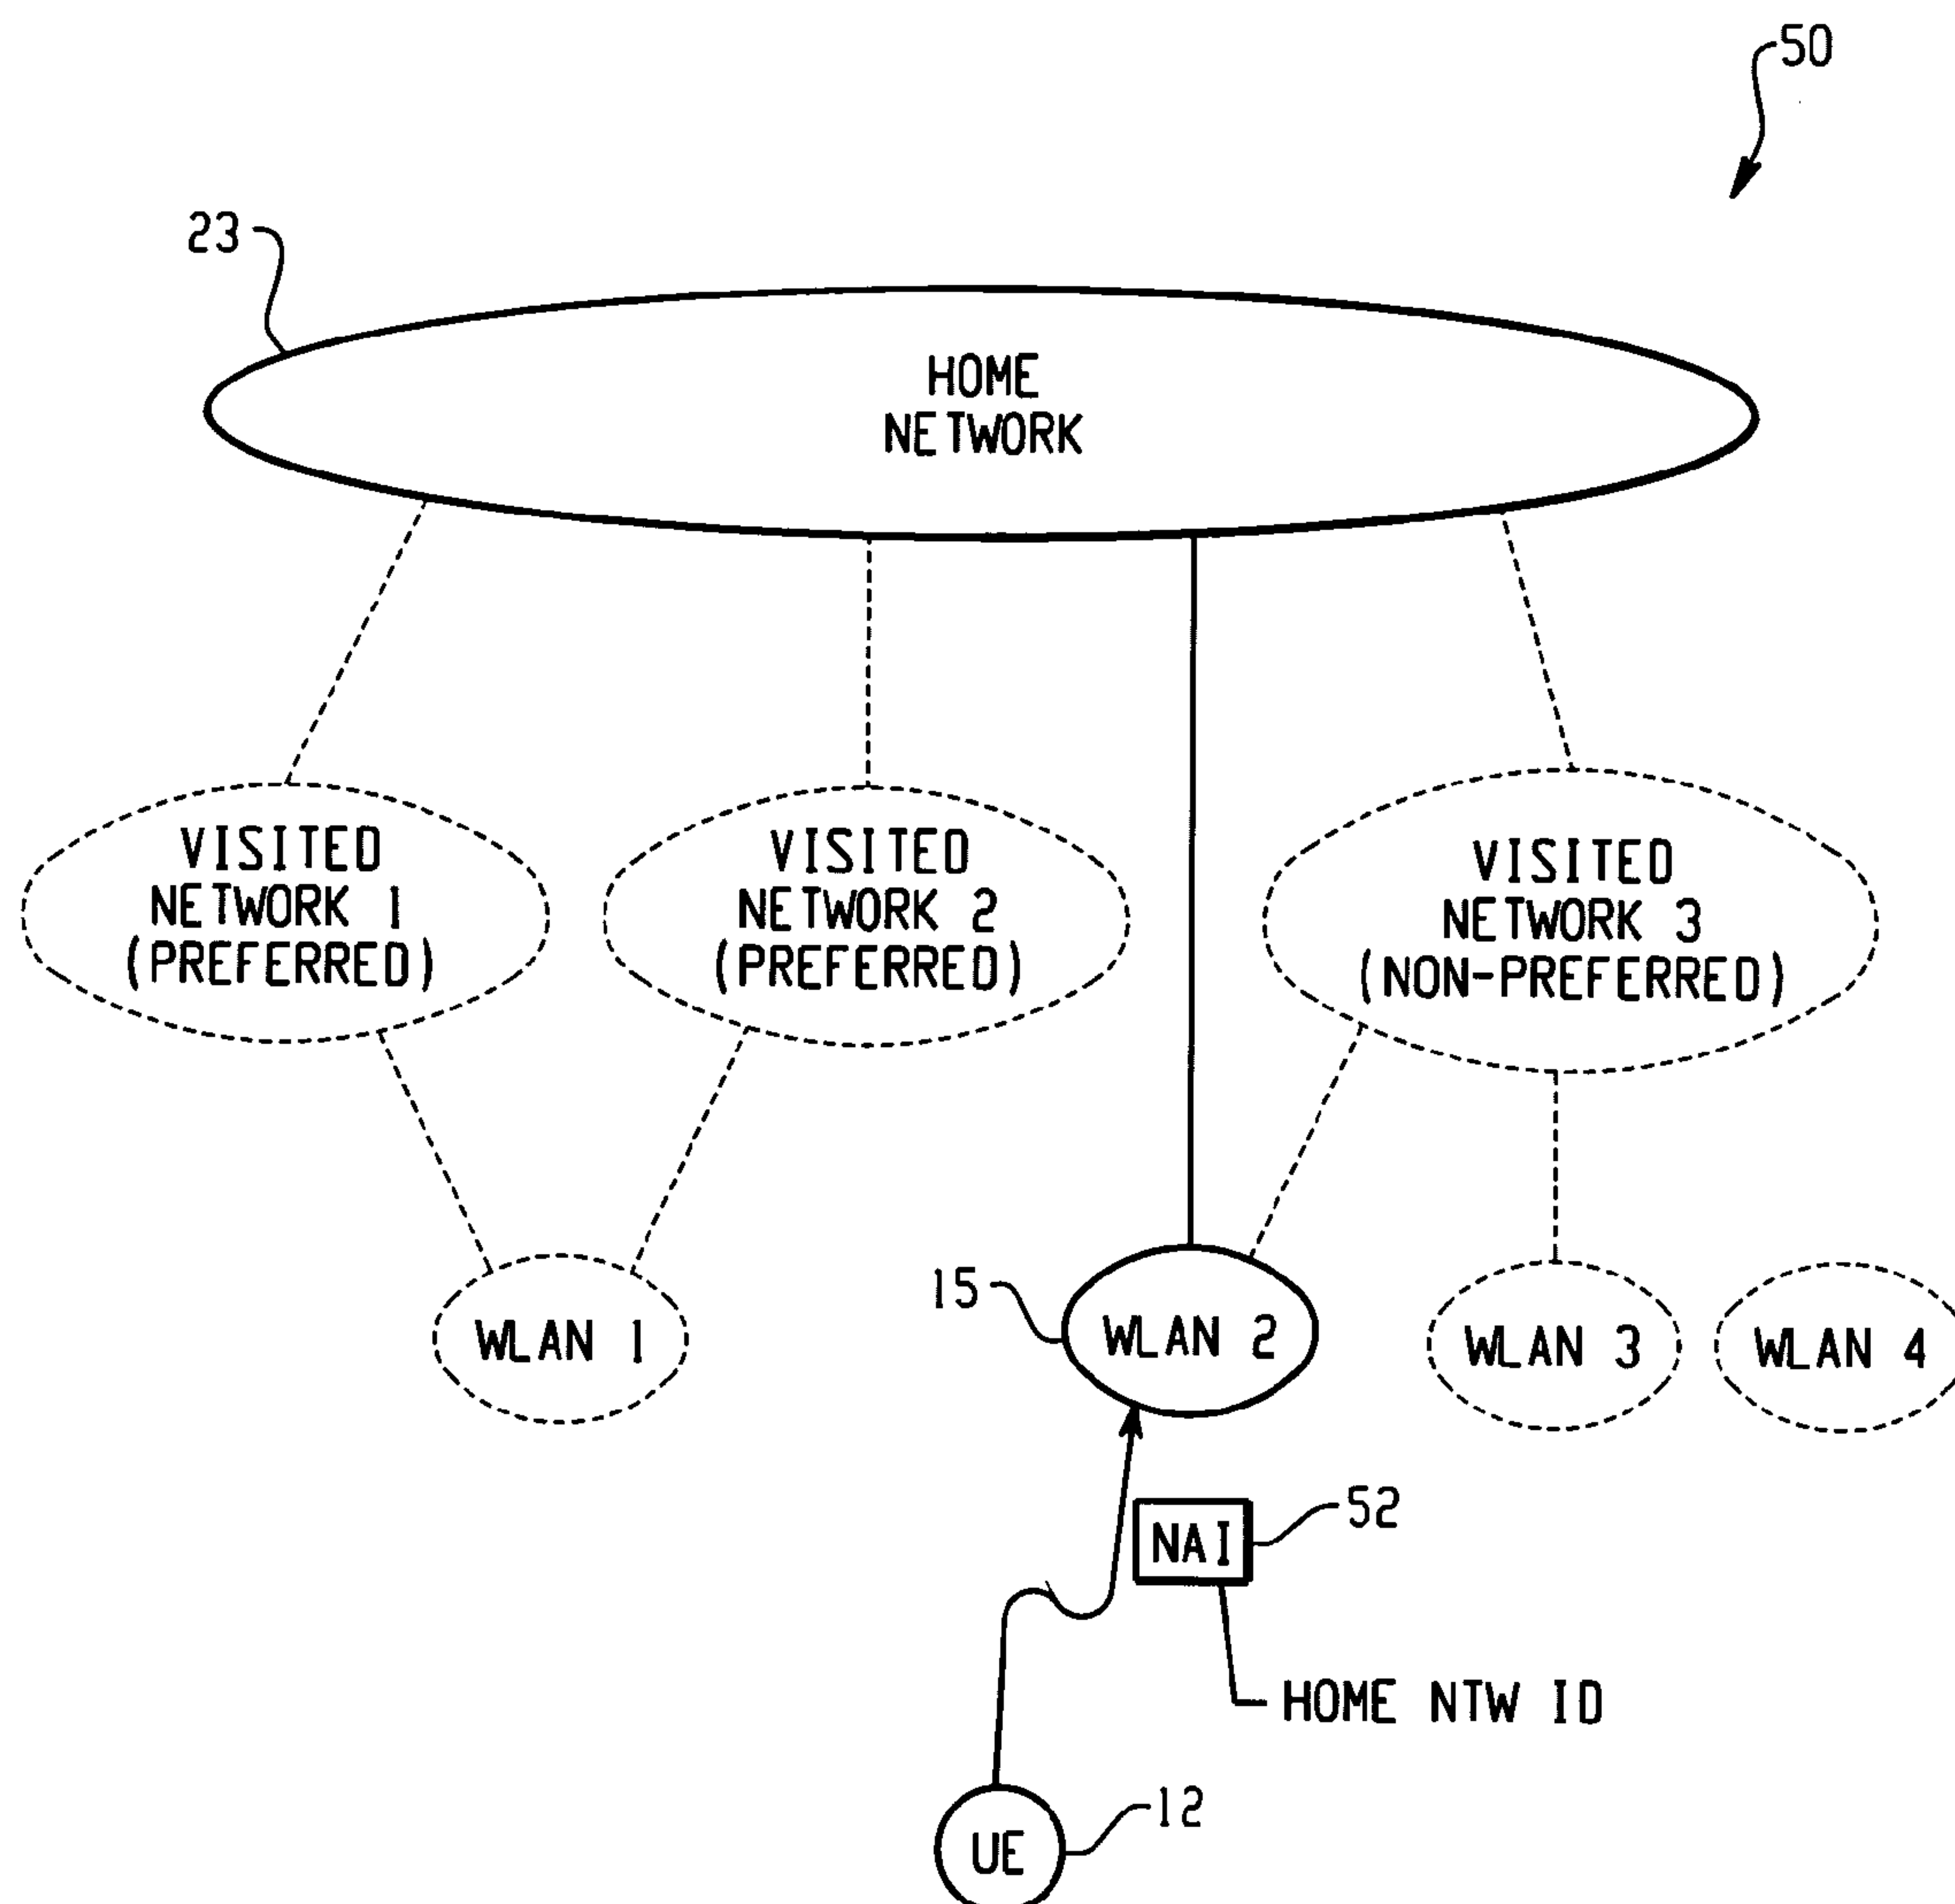 50
23
HOME
NETWORK
VISITED
NETWORK 1
(PREFERRED)
VISITED
NETWORK 2
(PREFERRED)
VISITED
NETWORK 3
(NON-PREFERRED)
WLAN 1
15
WLAN 2
WLAN 3
WLAN 4
NAI
52
HOME NTW ID
UE
12